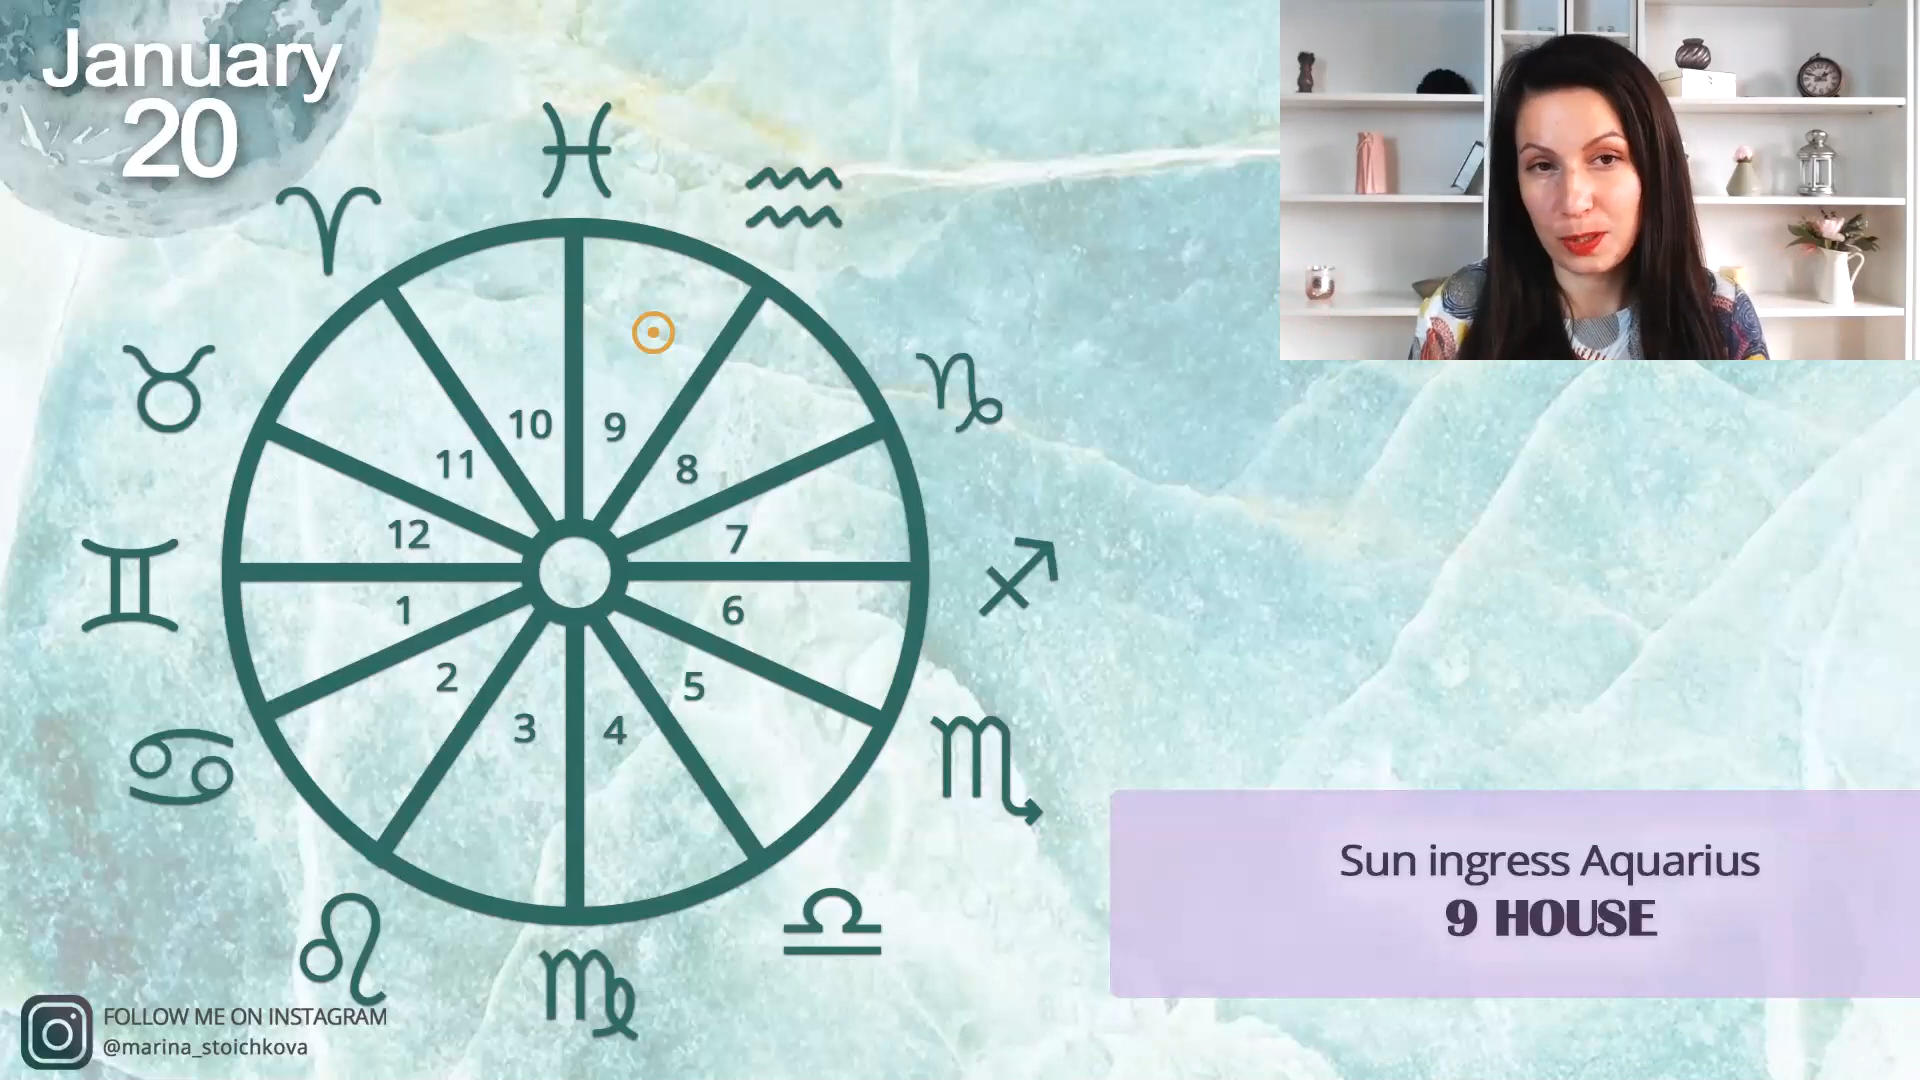 January
20
10
9
11
8
12
7
1
6
2
5
3
4
Sun ingress Aquarius
9 HOUSE
FOLLOW ME ON INSTAGRAM
@marina_stoichkova